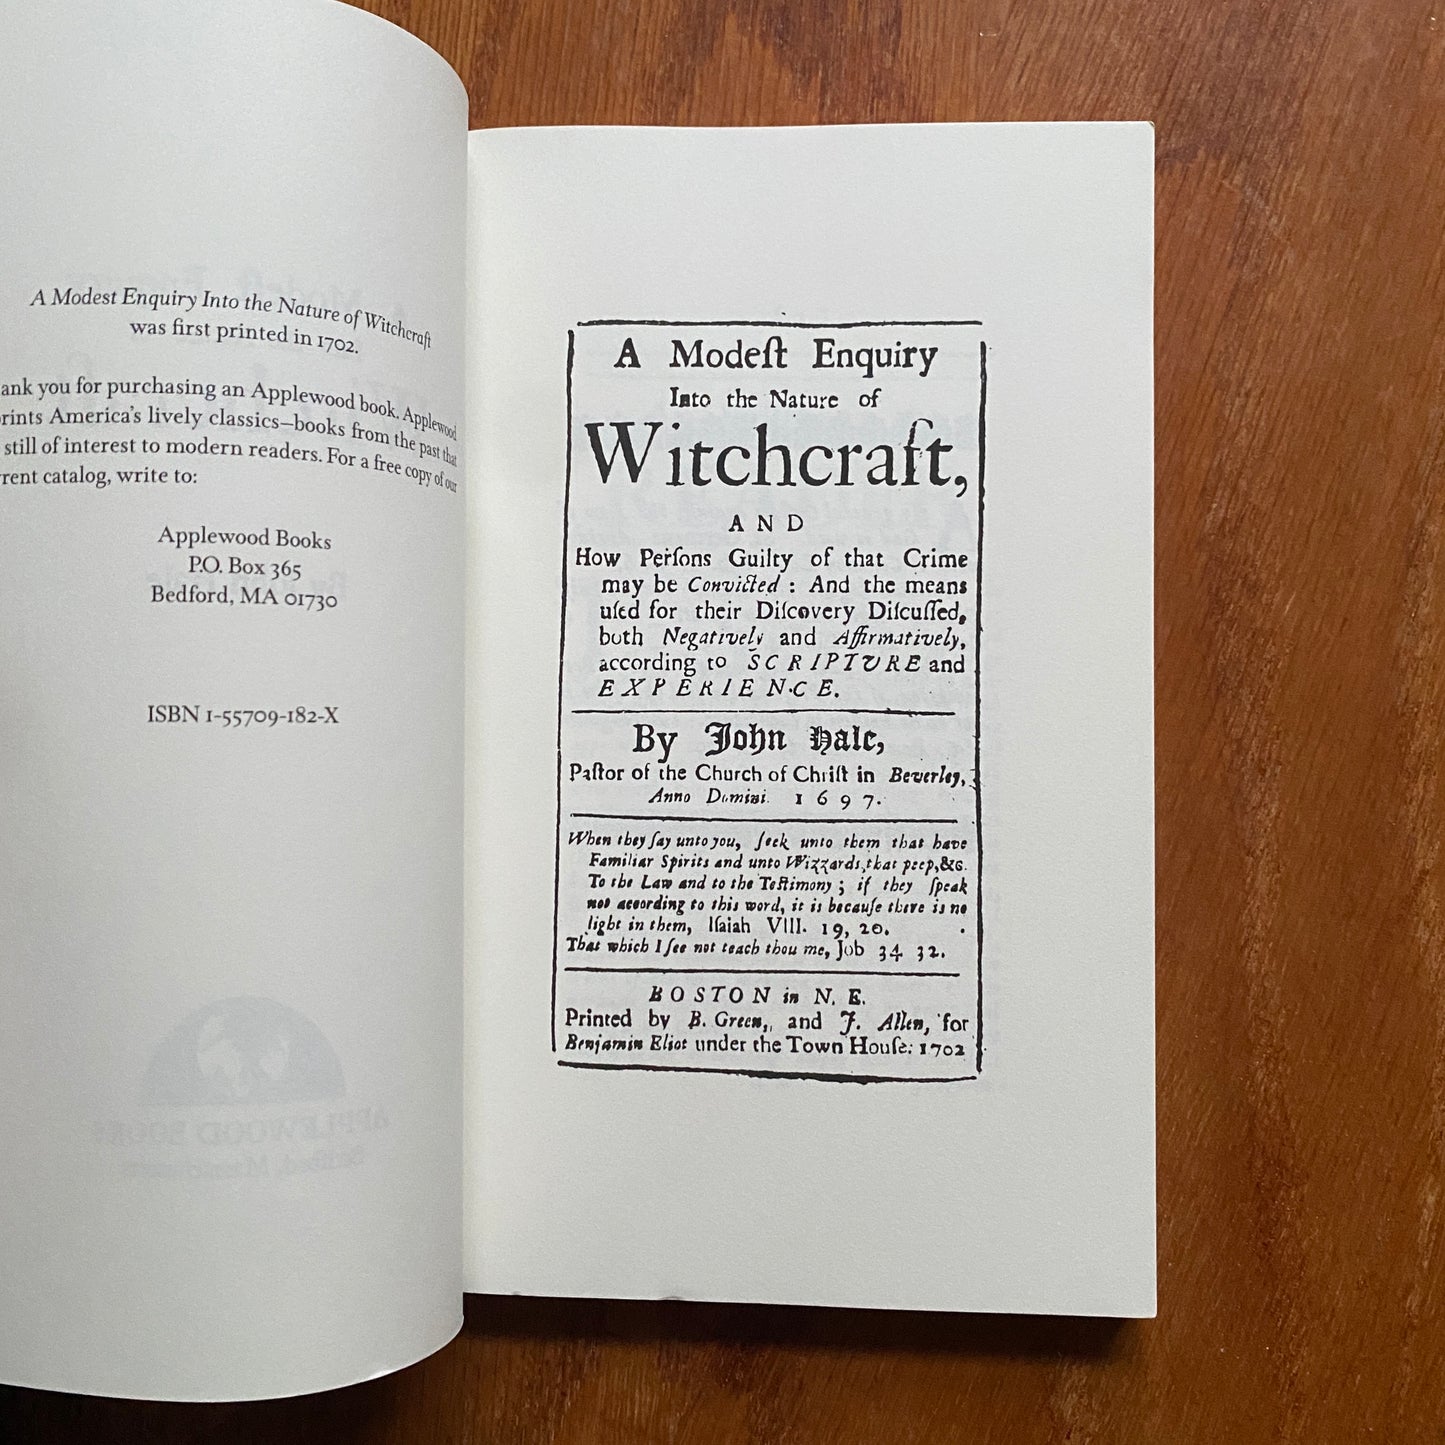 A Modest Enquiry Into the Nature of Witchcraft
was first printed in 1702.
ank you for purchasing an Applewood book. Applewood
rints America's lively classics—books from the past that
still of interest to modern readers. For a free copy of our
rent catalog, write to:
Applewood Books
P.O. Box 365
Bedford, MA 01730
ISBN 1-55709-182-X
A Modeſt Enquiry
Into the Nature of
Witchcraft,
AND
How Perſons Guilty of that Crime
may be Convicted : And the means
uſed for their Diſcovery Diſcuſſed,
both Negatively and Affirmatively,
according to SCRIPTURE and
EXPERIENCE.
By John Hale,
Paſtor of the Church of Chriſt in Beverley,
Anno Domini 1697.
When they ſay unto you, ſeek unto them that have
Familiar Spirits and unto Wizzards, that peep, &c.
To the Law and to the Teſtimony ; if they ſpeak
not according to this word, it is becauſe there is no
light in them, Iſaiah VIII. 19, 20.
That which I ſee not teach thou me, Job 34 32.
BOSTON in N. E.
Printed by B. Green, and J. Allen, for
Benjamin Eliot under the Town Houſe: 1702